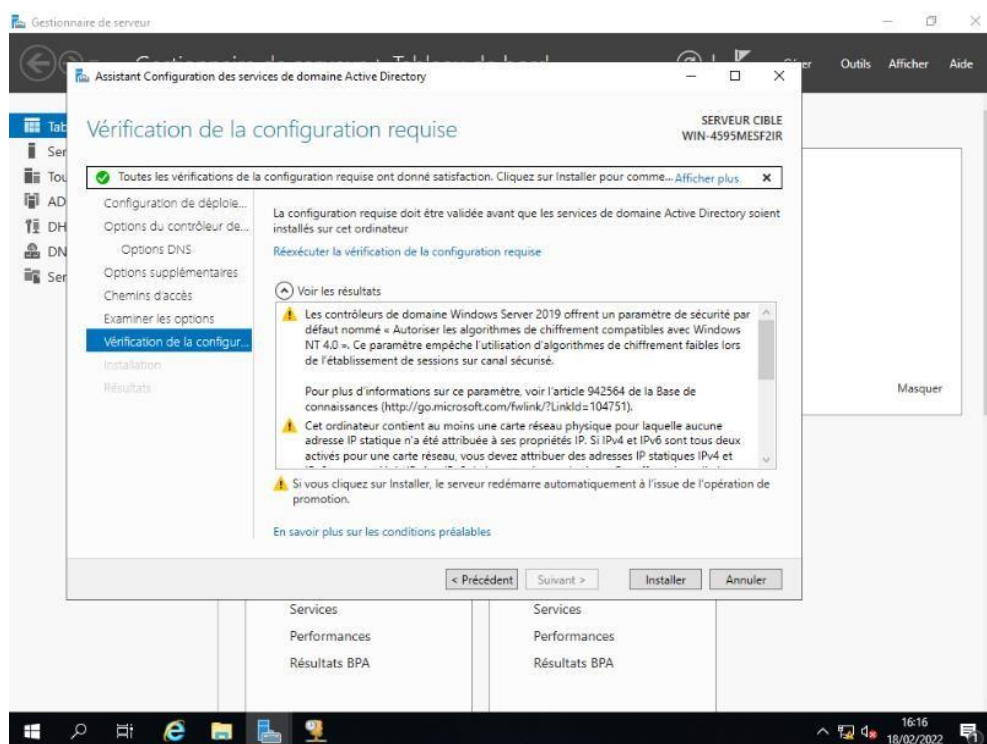 Gestionnaire de serveur
Outils Afficher Aide
Assistant Configuration des services de domaine Active Directory
Vérification de la configuration requise
SERVEUR CIBLE
WIN-4595MESF2IR
Toutes les vérifications de la configuration requise ont donné satisfaction. Cliquez sur Installer pour comme... Afficher plus
Tab
Ser
Tou
AD
DH
DN
Ser
Configuration de déploie...
Options du contrôleur de...
Options DNS
Options supplémentaires
Chemins d'accès
Examiner les options
Vérification de la configur...
Installation
Résultats
La configuration requise doit être validée avant que les services de domaine Active Directory soient
installés sur cet ordinateur
Réexécuter la vérification de la configuration requise
Voir les résultats
Les contrôleurs de domaine Windows Server 2019 offrent un paramètre de sécurité par
défaut nommé « Autoriser les algorithmes de chiffrement compatibles avec Windows
NT 4.0 ». Ce paramètre empêche l'utilisation d'algorithmes de chiffrement faibles lors
de l'établissement de sessions sur canal sécurisé.
Pour plus d'informations sur ce paramètre, voir l'article 942564 de la Base de
connaissances (http://go.microsoft.com/fwlink/?LinkId=104751).
Cet ordinateur contient au moins une carte réseau physique pour laquelle aucune
adresse IP statique n'a été attribuée à ses propriétés IP. Si IPv4 et IPv6 sont tous deux
activés pour une carte réseau, vous devez attribuer des adresses IP statiques IPv4 et
Si vous cliquez sur Installer, le serveur redémarre automatiquement à l'issue de l'opération de
promotion.
En savoir plus sur les conditions préalables
Masquer
< Précédent Suivant > Installer Annuler
Services Services
Performances Performances
Résultats BPA Résultats BPA
16:16
18/02/2022